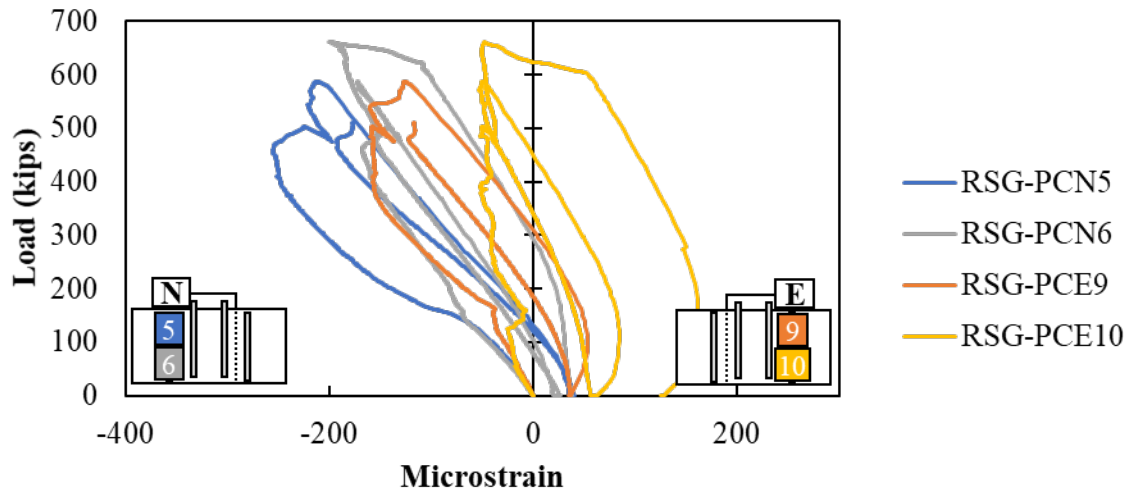 700
600
500
400
300
200
100
0
Load (kips)
-400
-200
0
200
Microstrain
N
5
6
E
9
10
RSG-PCN5
RSG-PCN6
RSG-PCE9
RSG-PCE10